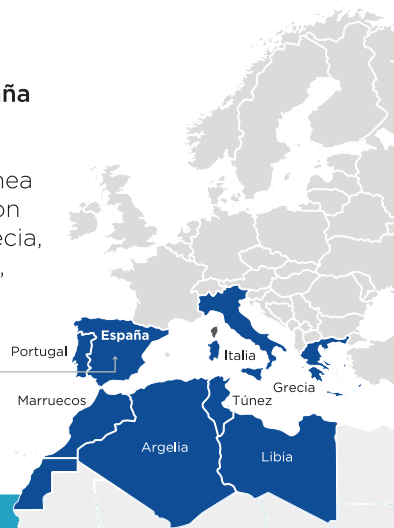 ña
nea
on
ecia,
,
España
Portugal
Italia
Grecia
Marruecos
Túnez
Argelia
Libia